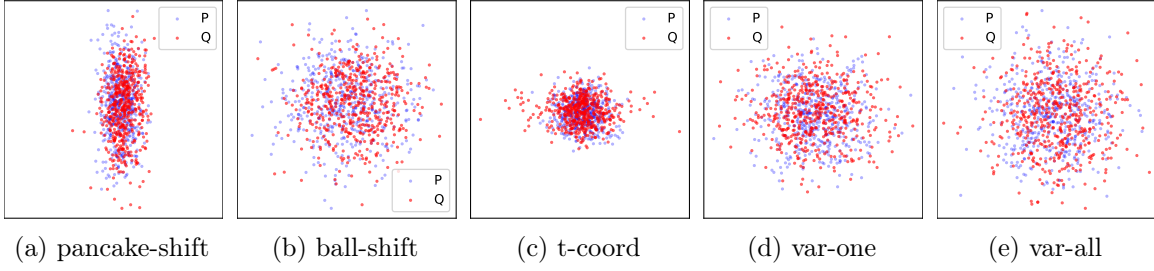 P
Q
P
Q
P
Q
P
Q
P
Q
(a) pancake-shift
(b) ball-shift
(c) t-coord
(d) var-one
(e) var-all